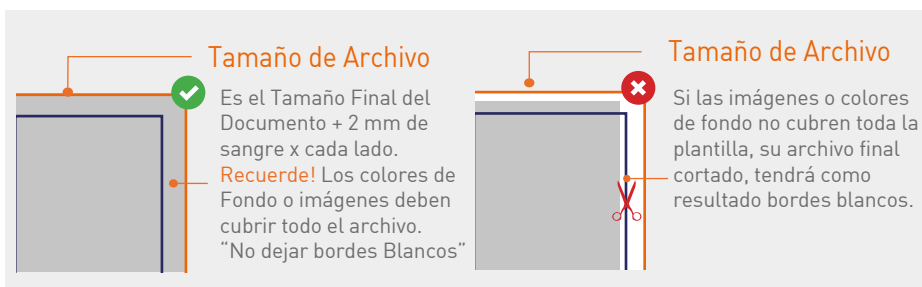 Tamaño de Archivo
Es el Tamaño Final del
Documento + 2 mm de
sangre x cada lado.
Recuerde! Los colores de
Fondo o imágenes deben
cubrir todo el archivo.
“No dejar bordes Blancos”
Tamaño de Archivo
Si las imágenes o colores
de fondo no cubren toda la
plantilla, su archivo final
cortado, tendrá como
resultado bordes blancos.